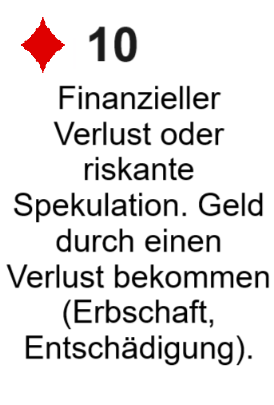 10
Finanzieller
Verlust oder
riskante
Spekulation. Geld
durch einen
Verlust bekommen
(Erbschaft,
Entschädigung).